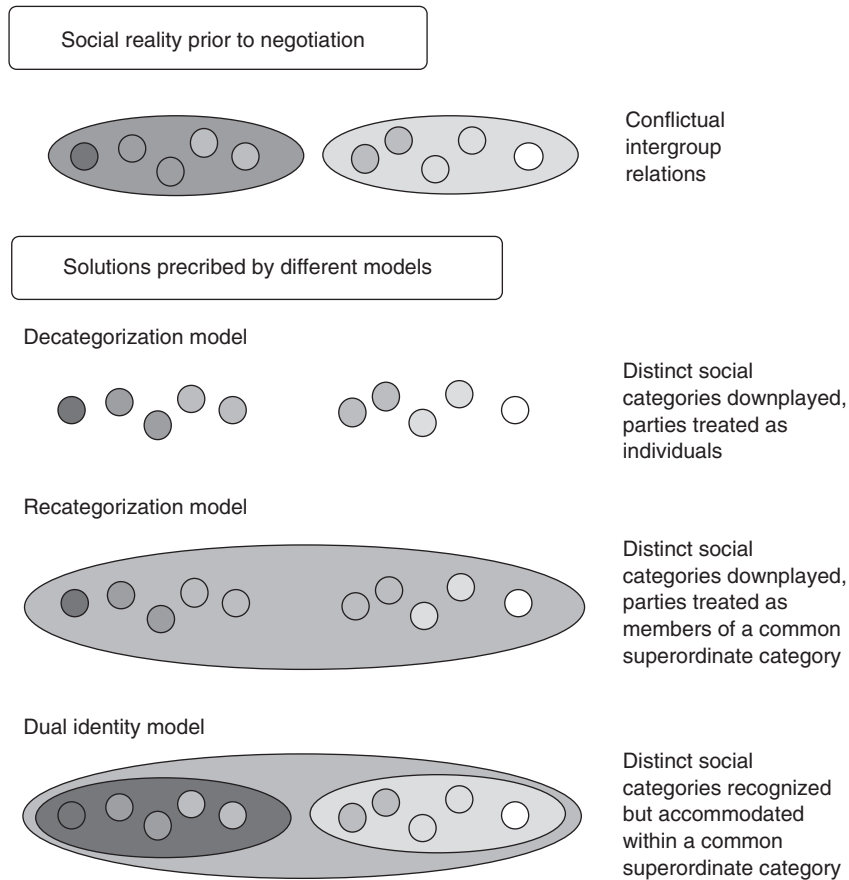 Social reality prior to negotiation
Conflictual
intergroup
relations
Solutions precribed by different models
Decategorization model
Distinct social
categories downplayed,
parties treated as
individuals
Recategorization model
Distinct social
categories downplayed,
parties treated as
members of a common
superordinate category
Dual identity model
Distinct social
categories recognized
but accommodated
within a common
superordinate category